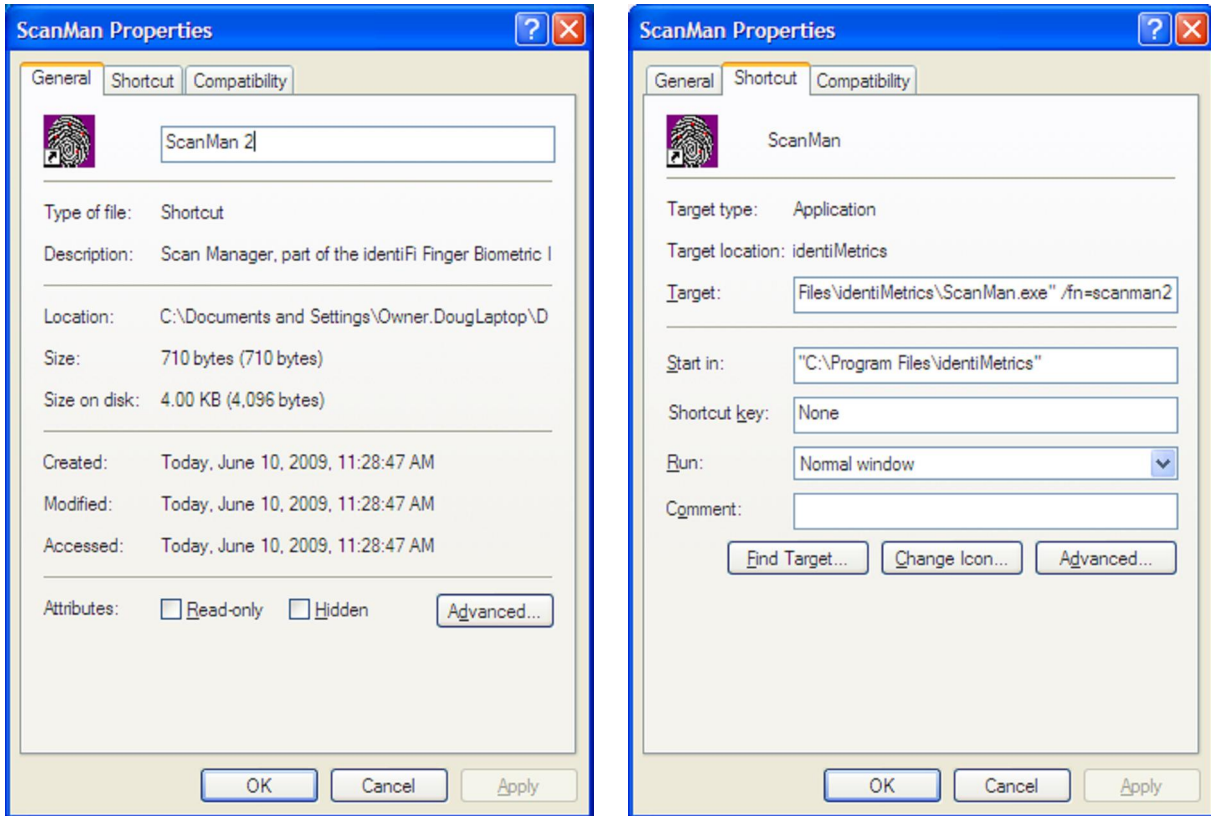 ScanMan Properties
General Shortcut Compatibility
ScanMan 2
Type of file: Shortcut
Description: Scan Manager, part of the identiFi Finger Biometric I
Location: C:\Documents and Settings\Owner.DougLaptop\D
Size: 710 bytes (710 bytes)
Size on disk: 4.00 KB (4,096 bytes)
Created: Today, June 10, 2009, 11:28:47 AM
Modified: Today, June 10, 2009, 11:28:47 AM
Accessed: Today, June 10, 2009, 11:28:47 AM
Attributes: Read-only Hidden Advanced...
OK Cancel Apply
ScanMan Properties
General Shortcut Compatibility
ScanMan
Target type: Application
Target location: identiMetrics
Target: Files\identiMetrics\ScanMan.exe" /fn=scanman2
Start in: "C:\Program Files\identiMetrics"
Shortcut key: None
Run: Normal window
Comment:
Find Target... Change Icon... Advanced...
OK Cancel Apply